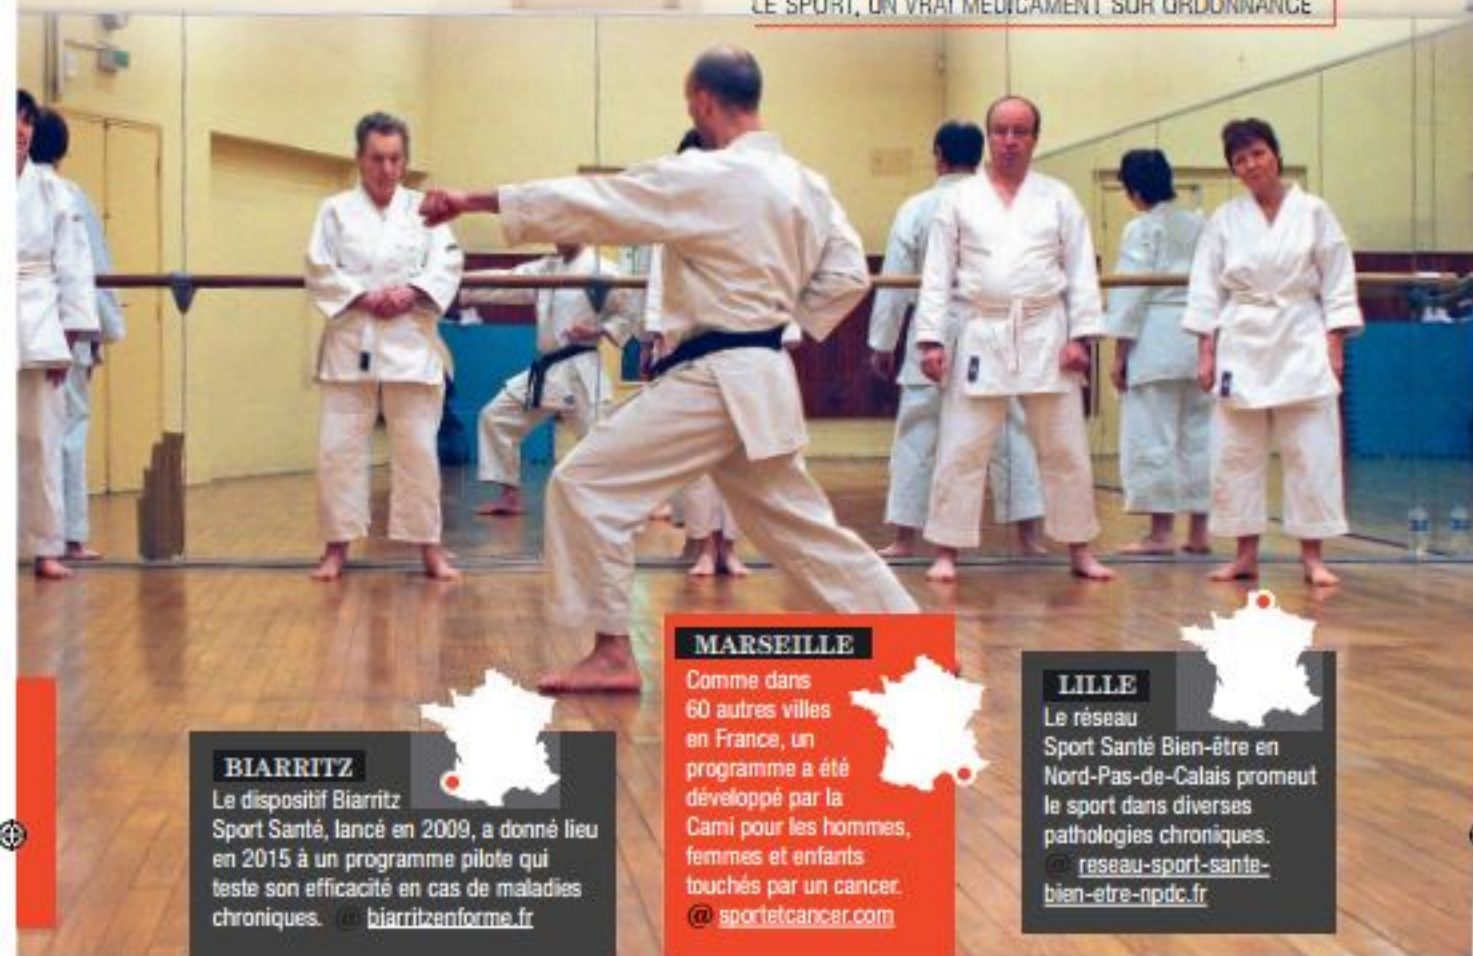 LE SPORT, UN VRAI MÉDICAMENT SUR ORDONNANCE
BIARRITZ
Le dispositif Biarritz
Sport Santé, lancé en 2009, a donné lieu
en 2015 à un programme pilote qui
teste son efficacité en cas de maladies
chroniques. @ biarritzenforme.fr
MARSEILLE
Comme dans
60 autres villes
en France, un
programme a été
développé par la
Cami pour les hommes,
femmes et enfants
touchés par un cancer.
@ sportetcancer.com
LILLE
Le réseau
Sport Santé Bien-être en
Nord-Pas-de-Calais promeut
le sport dans diverses
pathologies chroniques.
@ reseau-sport-sante-
bien-etre-npdc.fr